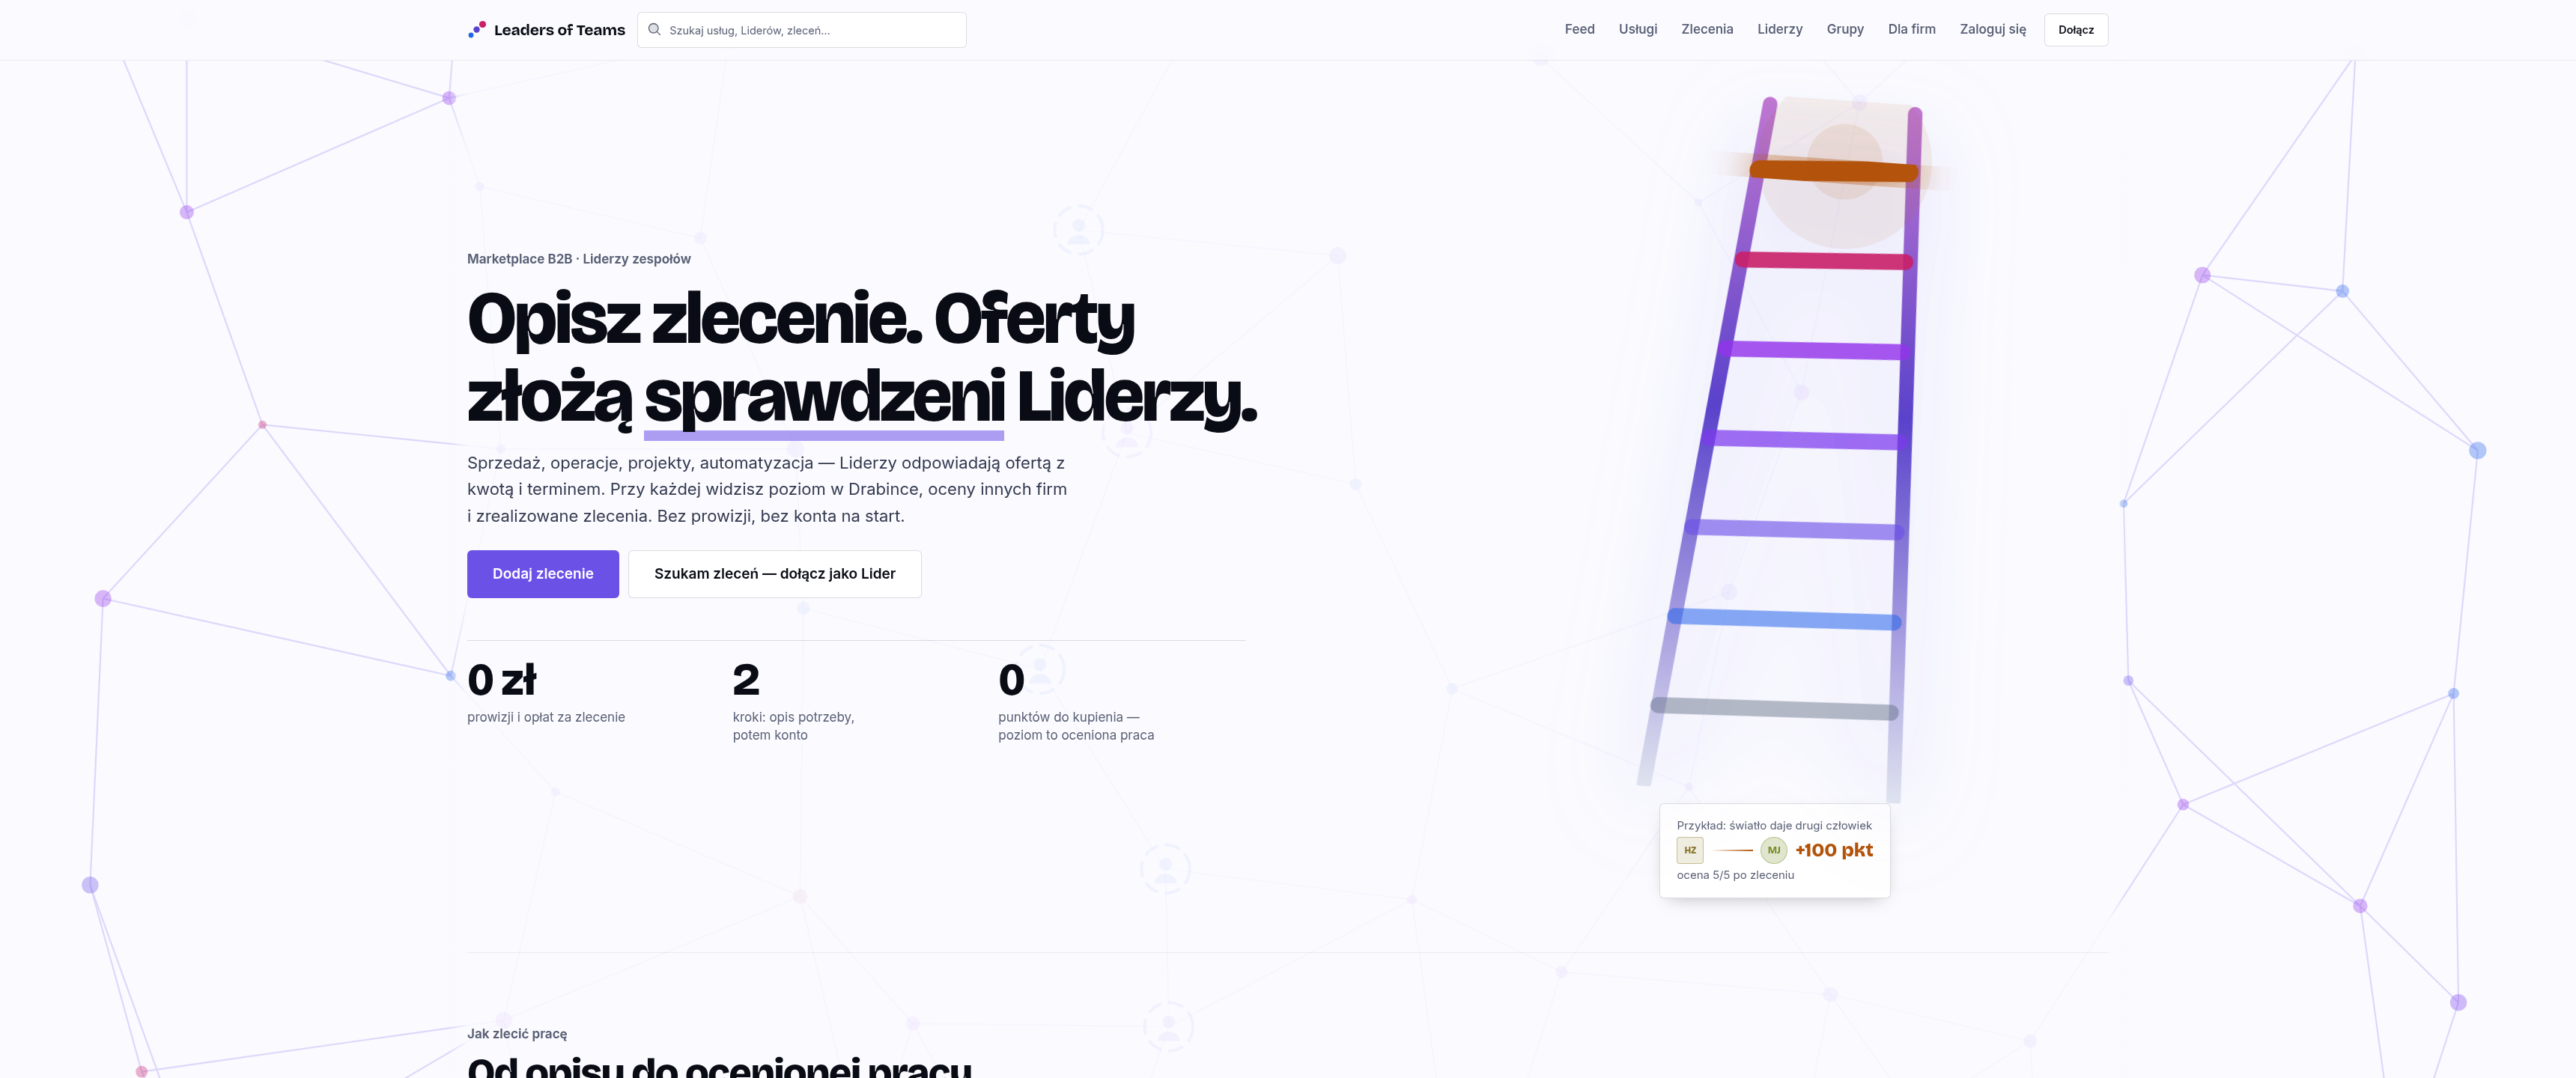 Leaders of Teams
Szukaj usług, Liderów, zleceń...
Feed
Usługi
Zlecenia
Liderzy
Grupy
Dla firm
Zaloguj się
Dołącz
Marketplace B2B · Liderzy zespołów
Opisz zlecenie. Oferty
złożą sprawdzeni Liderzy.
Sprzedaż, operacje, projekty, automatyzacja — Liderzy odpowiadają ofertą z
kwotą i terminem. Przy każdej widzisz poziom w Drabince, oceny innych firm
i zrealizowane zlecenia. Bez prowizji, bez konta na start.
Dodaj zlecenie
Szukam zleceń — dołącz jako Lider
0 zł
prowizji i opłat za zlecenie
2
kroki: opis potrzeby,
potem konto
0
punktów do kupienia —
poziom to oceniona praca
Przykład: światło daje drugi człowiek
HZ
MJ
+100 pkt
ocena 5/5 po zleceniu
Jak zlecić pracę
Od opisu do ocenionej pracy